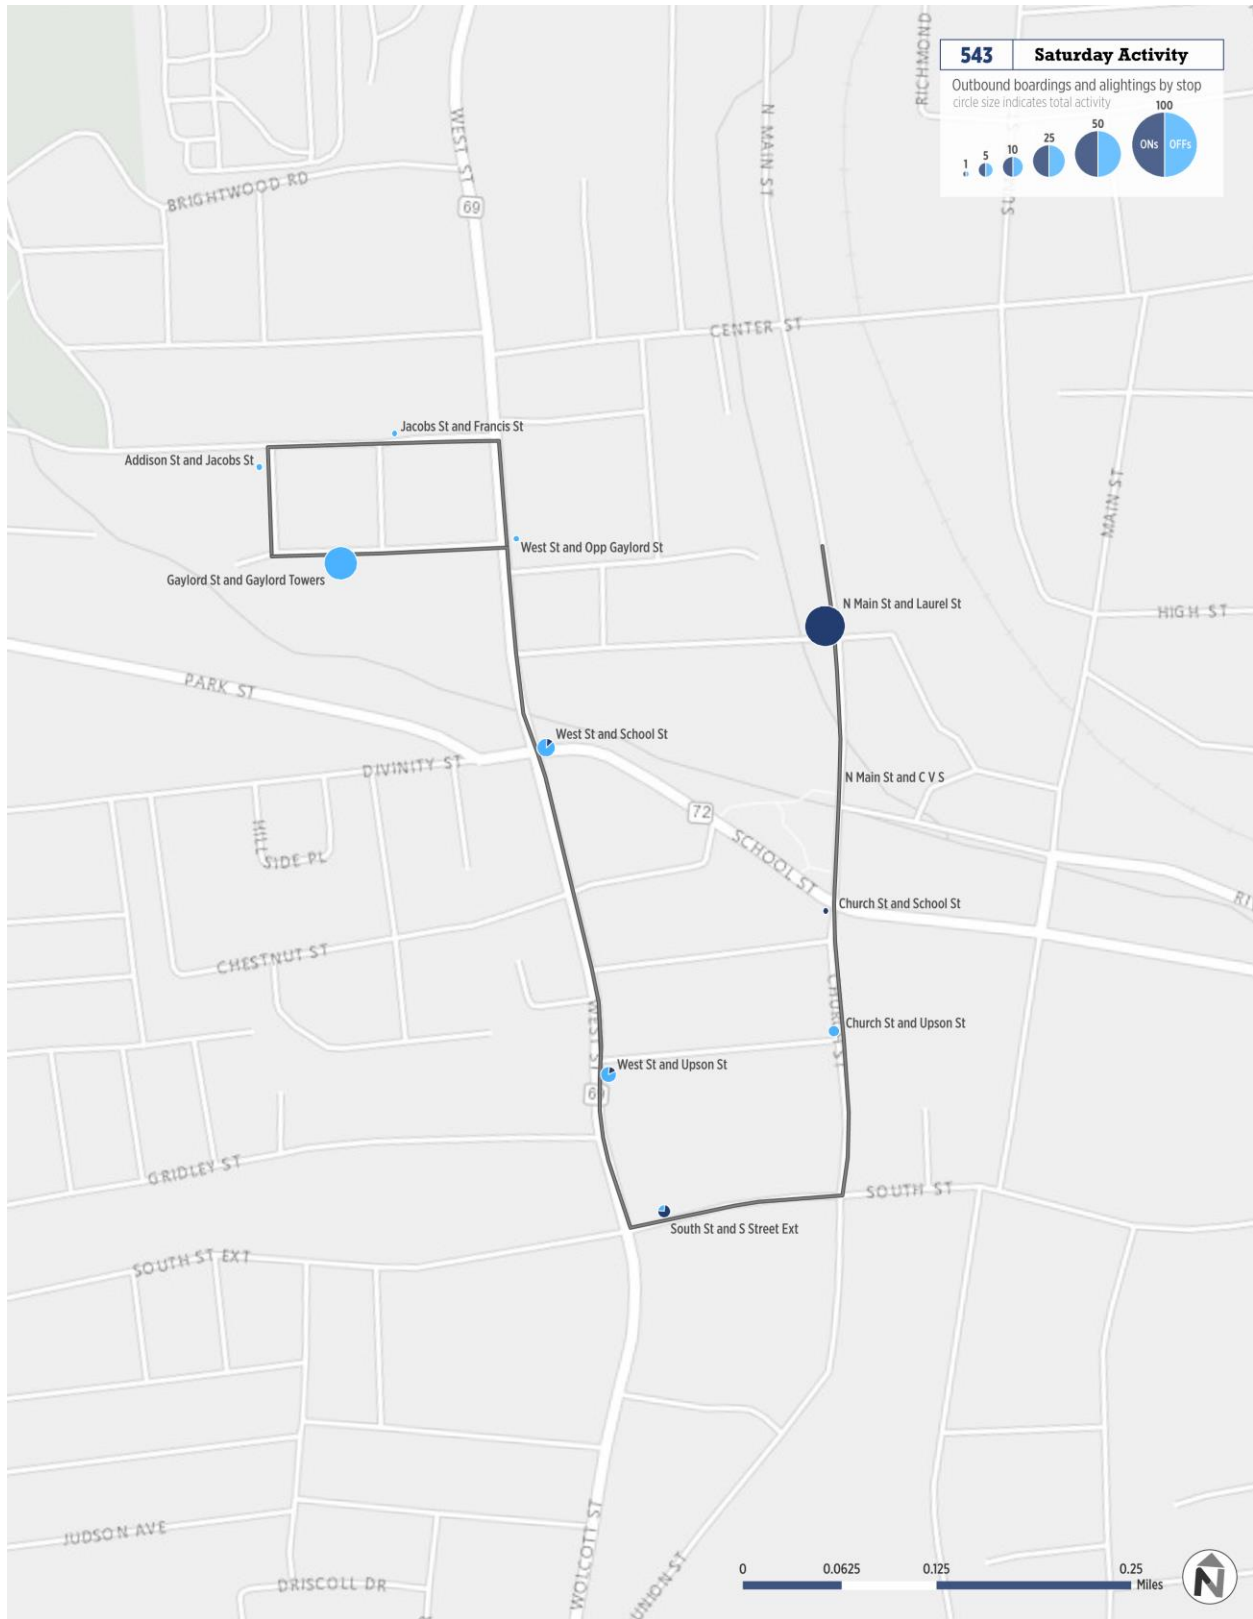 543 Saturday Activity
Outbound boardings and alightings by stop
circle size indicates total activity
1 5 10 25 50 100
ONs OFFs
RICHMOND
WEST ST
N MAIN ST
BRIGHTWOOD RD
69
CENTER ST
Jacobs St and Francis St
Addison St and Jacobs St
MAIN ST
West St and Opp Gaylord St
Gaylord St and Gaylord Towers
N Main St and Laurel St
HIGH ST
PARK ST
West St and School St
DIVINITY ST
N Main St and C V S
72
HILL
SIDE PL
SCHOOL ST
Church St and School St
CHESTNUT ST
CHURCH ST
Church St and Upson St
WEST ST
West St and Upson St
GRIDLEY ST
SOUTH ST
South St and S Street Ext
SOUTH ST EXT
JUDSON AVE
WOLCOTT ST
UNION ST
DRISCOLL DR
0 0.0625 0.125 0.25
Miles
N